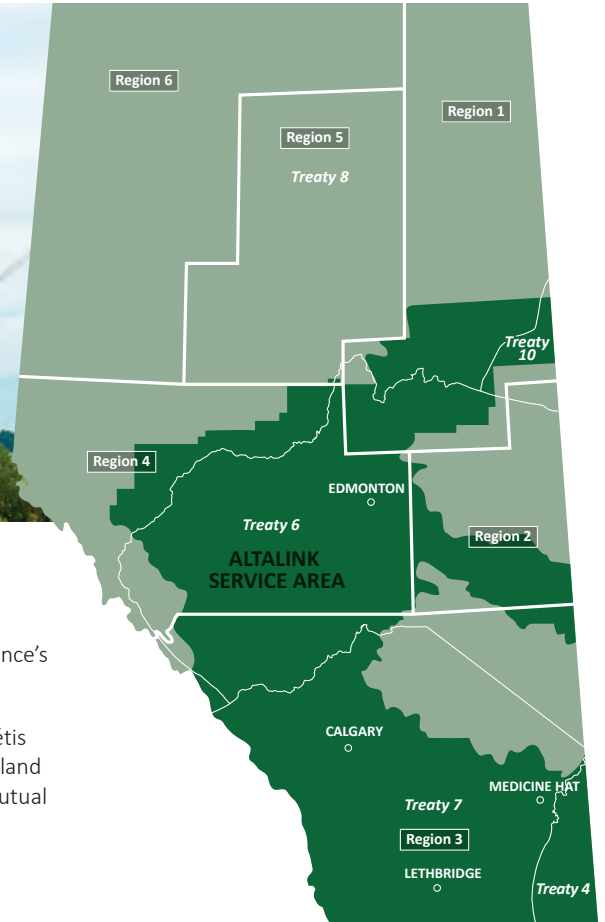 Region 6
Region 1
Region 5
Treaty 8
Treaty
10
Region 4
EDMONTON
Treaty 6
Region 2
ALTALINK
SERVICE AREA
nce’s
étis
land
utual
CALGARY
MEDICINE HAT
Treaty 7
Region 3
LETHBRIDGE
Treaty 4